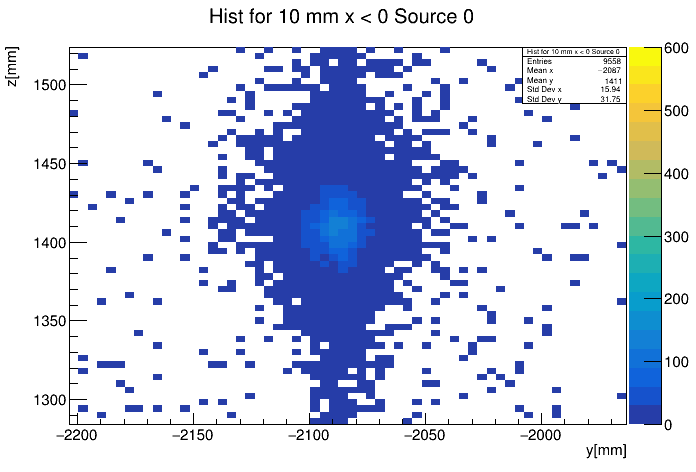 Hist for 10 mm x < 0 Source 0
z[mm]
Hist for 10 mm x < 0 Source 0
Entries 9558
Mean x −2087
Mean y 1411
Std Dev x 15.94
Std Dev y 31.75
1500
1450
1400
1350
1300
600
500
400
300
200
100
0
−2200 −2150 −2100 −2050 −2000
y[mm]